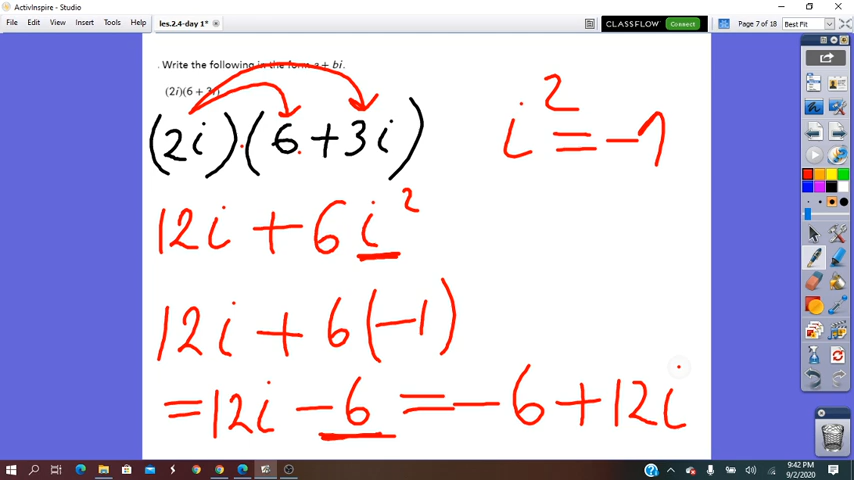 ActivInspire - Studio
File Edit View Insert Tools Help
les.2.4-day 1*
CLASSFLOW Connect
Page 7 of 18
Best Fit
. Write the following in the form a + bi.
(2i)(6 + 3i)
(2i)·(6 + 3i)
i² = -1
12i + 6i²
12i + 6(-1)
= 12i - 6 = -6 + 12i
9:42 PM
9/2/2020